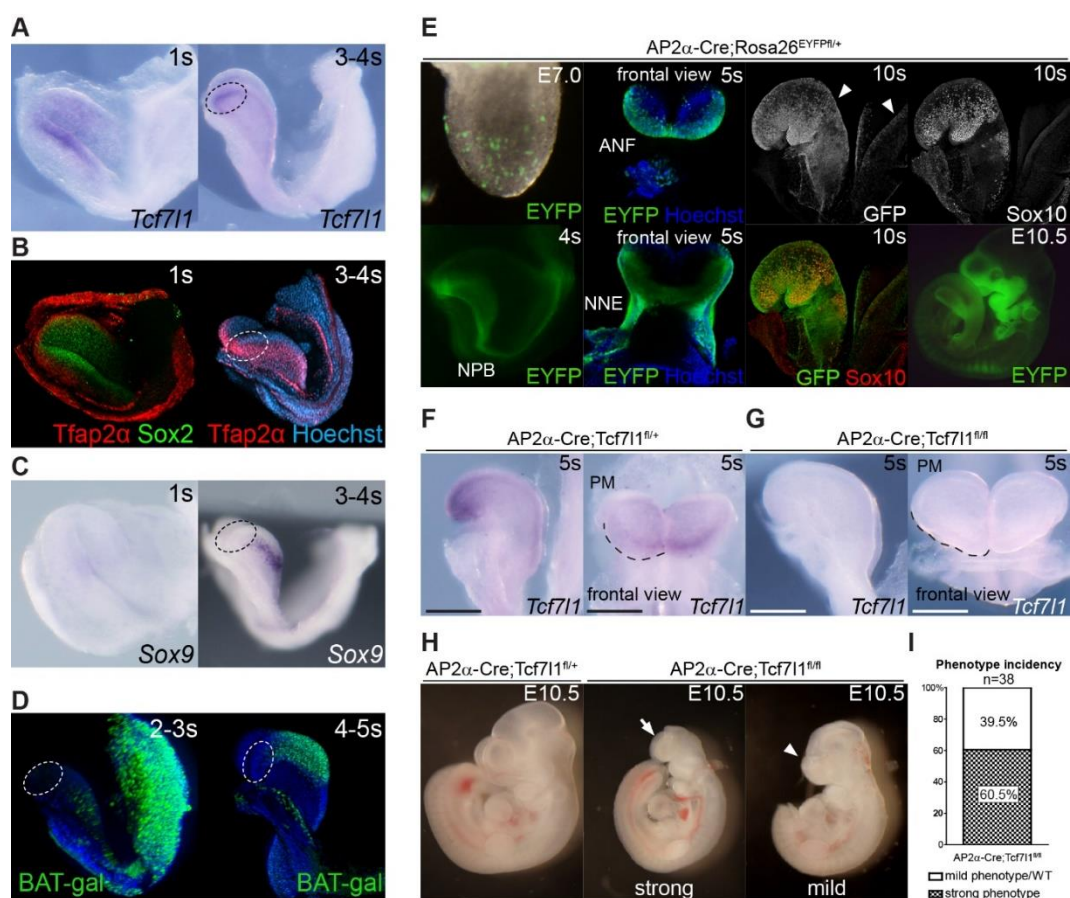 A
1s
3-4s
Tcf7l1
Tcf7l1
B
1s
3-4s
Tfap2α Sox2
Tfap2α Hoechst
C
1s
3-4s
Sox9
Sox9
D
2-3s
4-5s
BAT-gal
BAT-gal
E
AP2α-Cre;Rosa26EYFPfl/+
E7.0
EYFP
frontal view 5s
ANF
EYFP Hoechst
10s
GFP
10s
Sox10
4s
NPB
EYFP
frontal view 5s
NNE
EYFP Hoechst
10s
GFP Sox10
E10.5
EYFP
F
AP2α-Cre;Tcf7l1fl/+
5s
Tcf7l1
5s
PM
frontal view
Tcf7l1
G
AP2α-Cre;Tcf7l1fl/fl
5s
Tcf7l1
5s
PM
frontal view
Tcf7l1
H
AP2α-Cre;Tcf7l1fl/+
AP2α-Cre;Tcf7l1fl/fl
E10.5
E10.5
strong
E10.5
mild
I
Phenotype incidency
n=38
100%
80
60
40
20
0
39.5%
60.5%
AP2α-Cre;Tcf7l1fl/fl
mild phenotype/WT
strong phenotype